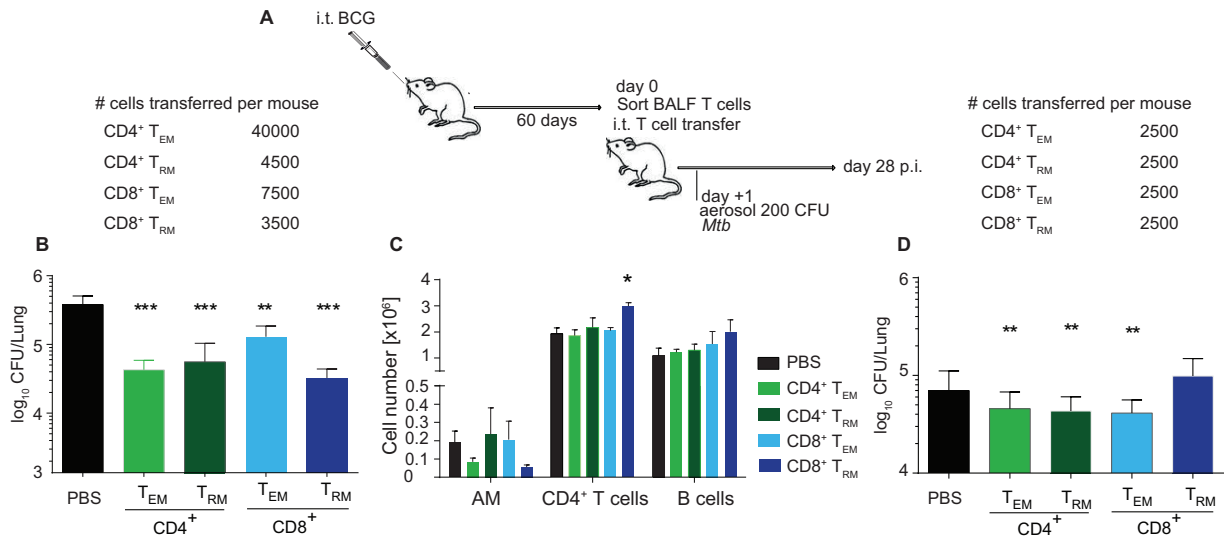 A
i.t. BCG
60 days
day 0
Sort BALF T cells
i.t. T cell transfer
day +1
aerosol 200 CFU
Mtb
day 28 p.i.
# cells transferred per mouse
CD4+ TEM 40000
CD4+ TRM 4500
CD8+ TEM 7500
CD8+ TRM 3500
# cells transferred per mouse
CD4+ TEM 2500
CD4+ TRM 2500
CD8+ TEM 2500
CD8+ TRM 2500
B
log10 CFU/Lung
6
5
4
3
*** *** ** ***
PBS TEM TRM TEM TRM
CD4+ CD8+
C
Cell number [x10^6]
4
3
2
1
0.5
0.4
0.3
0.2
0.1
0
*
AM CD4+ T cells B cells
PBS
CD4+ TEM
CD4+ TRM
CD8+ TEM
CD8+ TRM
D
log10 CFU/Lung
6
5
4
** ** **
PBS TEM TRM TEM TRM
CD4+ CD8+